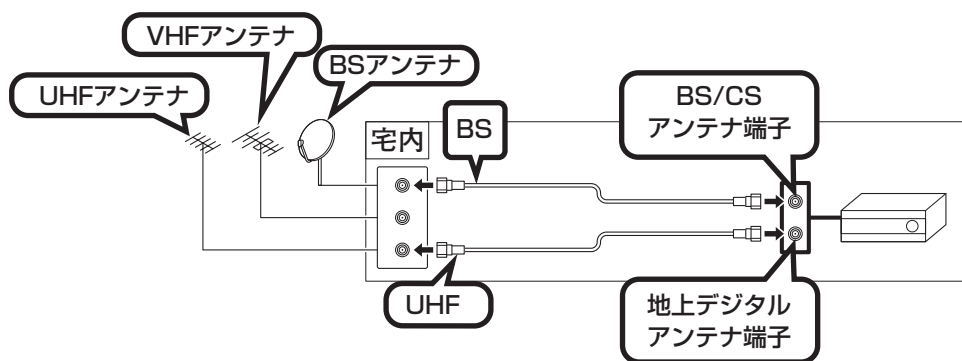 VHFアンテナ
BSアンテナ
UHFアンテナ
BS/CS
アンテナ端子
宅内
BS
UHF
地上デジタル
アンテナ端子